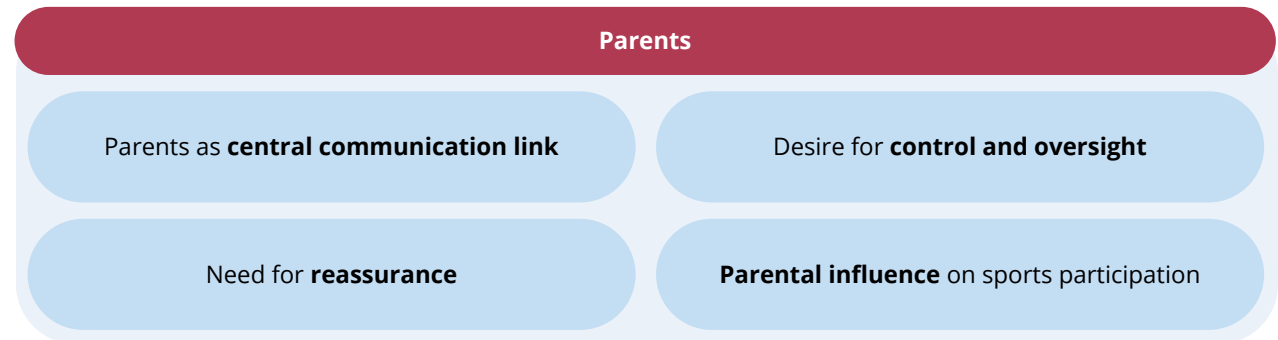 Parents
Parents as central communication link
Desire for control and oversight
Need for reassurance
Parental influence on sports participation